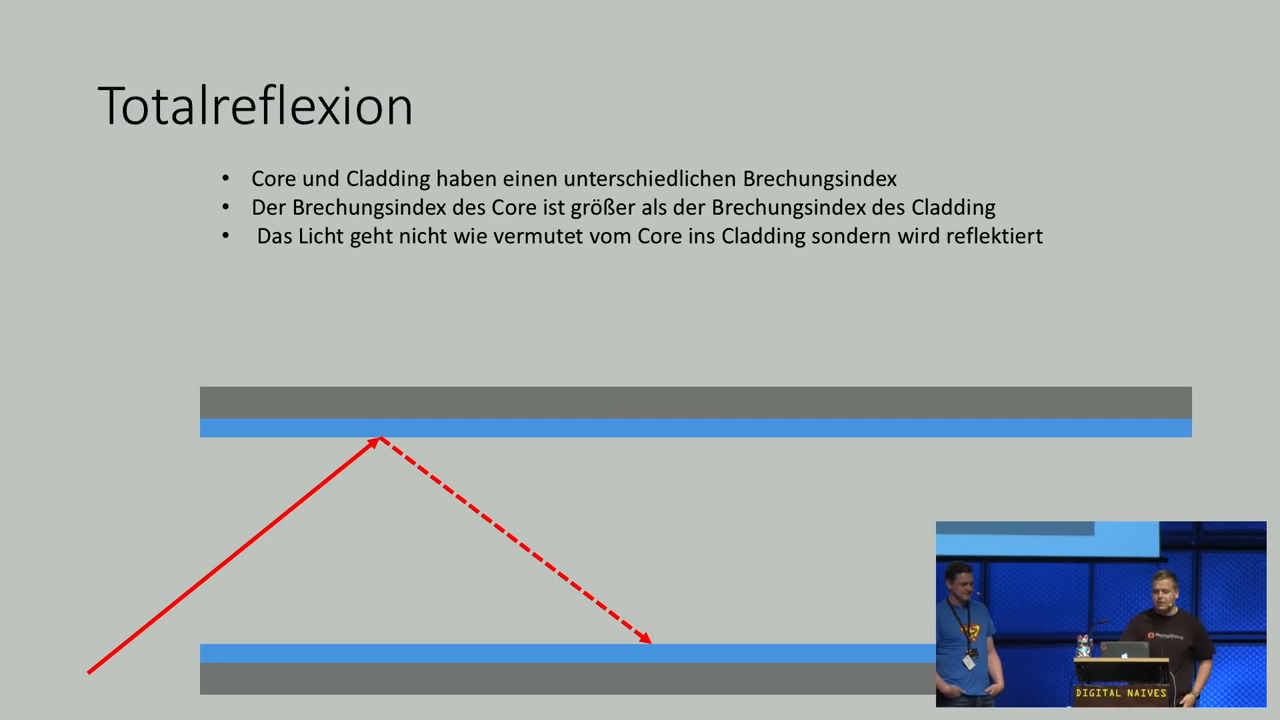 Totalreflexion
• Core und Cladding haben einen unterschiedlichen Brechungsindex
• Der Brechungsindex des Core ist größer als der Brechungsindex des Cladding
• Das Licht geht nicht wie vermutet vom Core ins Cladding sondern wird reflektiert
DIGITAL NAIVES